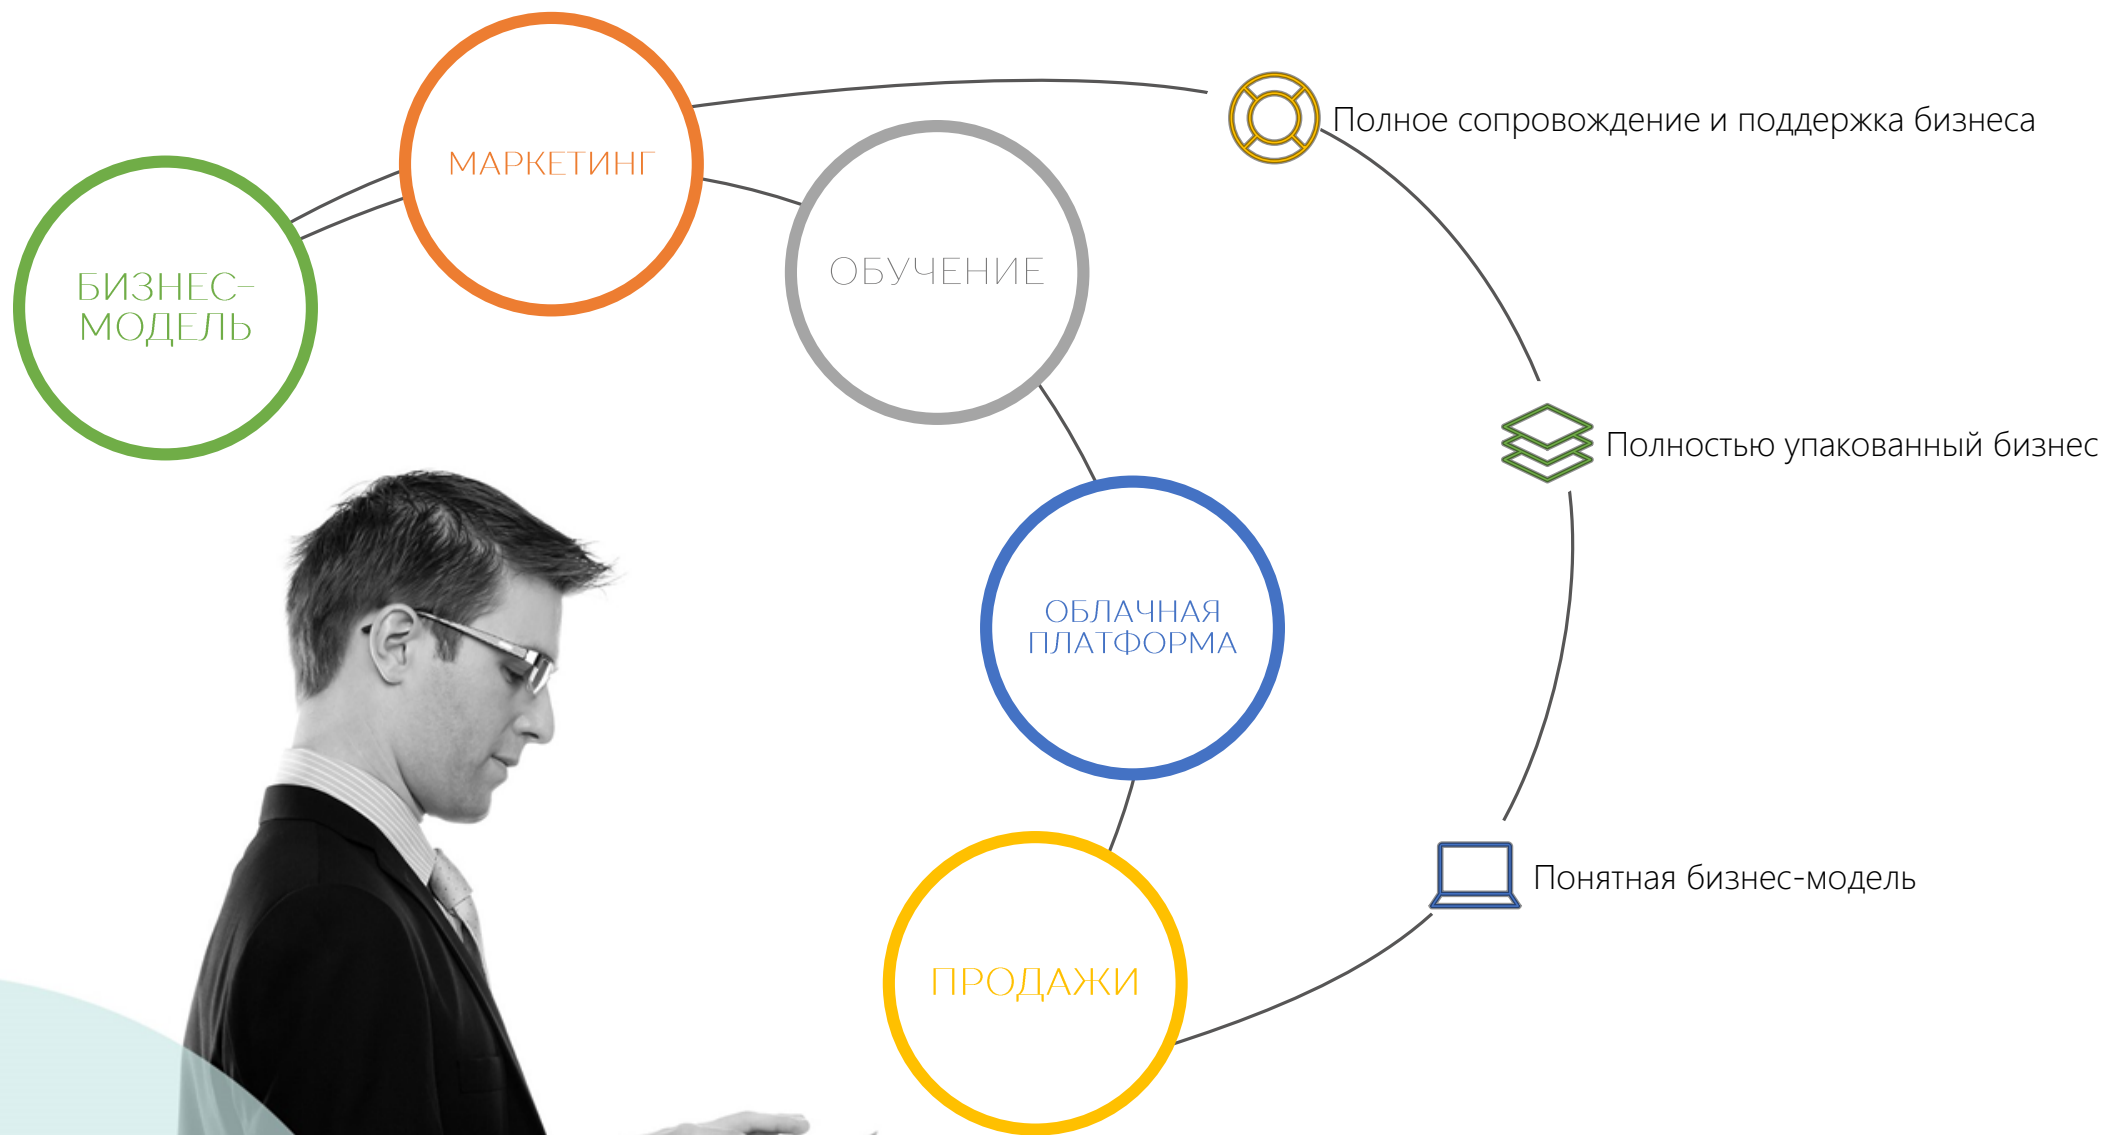 МАРКЕТИНГ
БИЗНЕС-
МОДЕЛЬ
ОБУЧЕНИЕ
ОБЛАЧНАЯ
ПЛАТФОРМА
ПРОДАЖИ
Полное сопровождение и поддержка бизнеса
Полностью упакованный бизнес
Понятная бизнес-модель